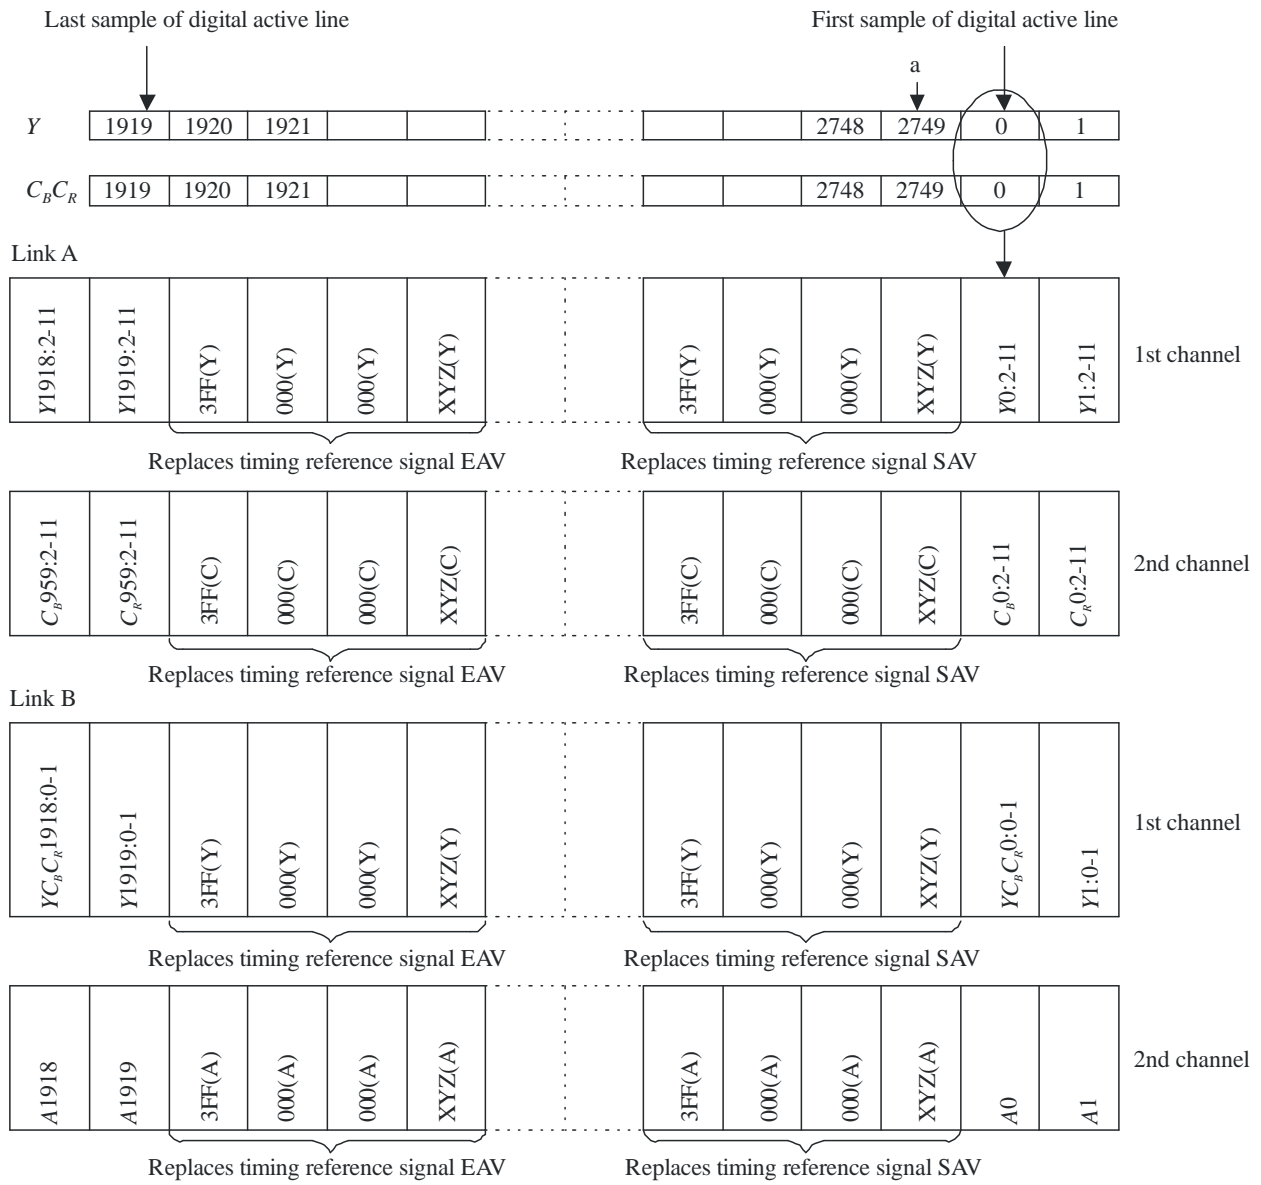 Last sample of digital active line First sample of digital active line
a
Y 1919 1920 1921 2748 2749 0 1
CBCR 1919 1920 1921 2748 2749 0 1
Link A
Y1918:2-11 Y1919:2-11 3FF(Y) 000(Y) 000(Y) XYZ(Y) 3FF(Y) 000(Y) 000(Y) XYZ(Y) Y0:2-11 Y1:2-11 1st channel
Replaces timing reference signal EAV Replaces timing reference signal SAV
CB959:2-11 CR959:2-11 3FF(C) 000(C) 000(C) XYZ(C) 3FF(C) 000(C) 000(C) XYZ(C) CB0:2-11 CR0:2-11 2nd channel
Replaces timing reference signal EAV Replaces timing reference signal SAV
Link B
YCBCR1918:0-1 Y1919:0-1 3FF(Y) 000(Y) 000(Y) XYZ(Y) 3FF(Y) 000(Y) 000(Y) XYZ(Y) YCBCR0:0-1 Y1:0-1 1st channel
Replaces timing reference signal EAV Replaces timing reference signal SAV
A1918 A1919 3FF(A) 000(A) 000(A) XYZ(A) 3FF(A) 000(A) 000(A) XYZ(A) A0 A1 2nd channel
Replaces timing reference signal EAV Replaces timing reference signal SAV